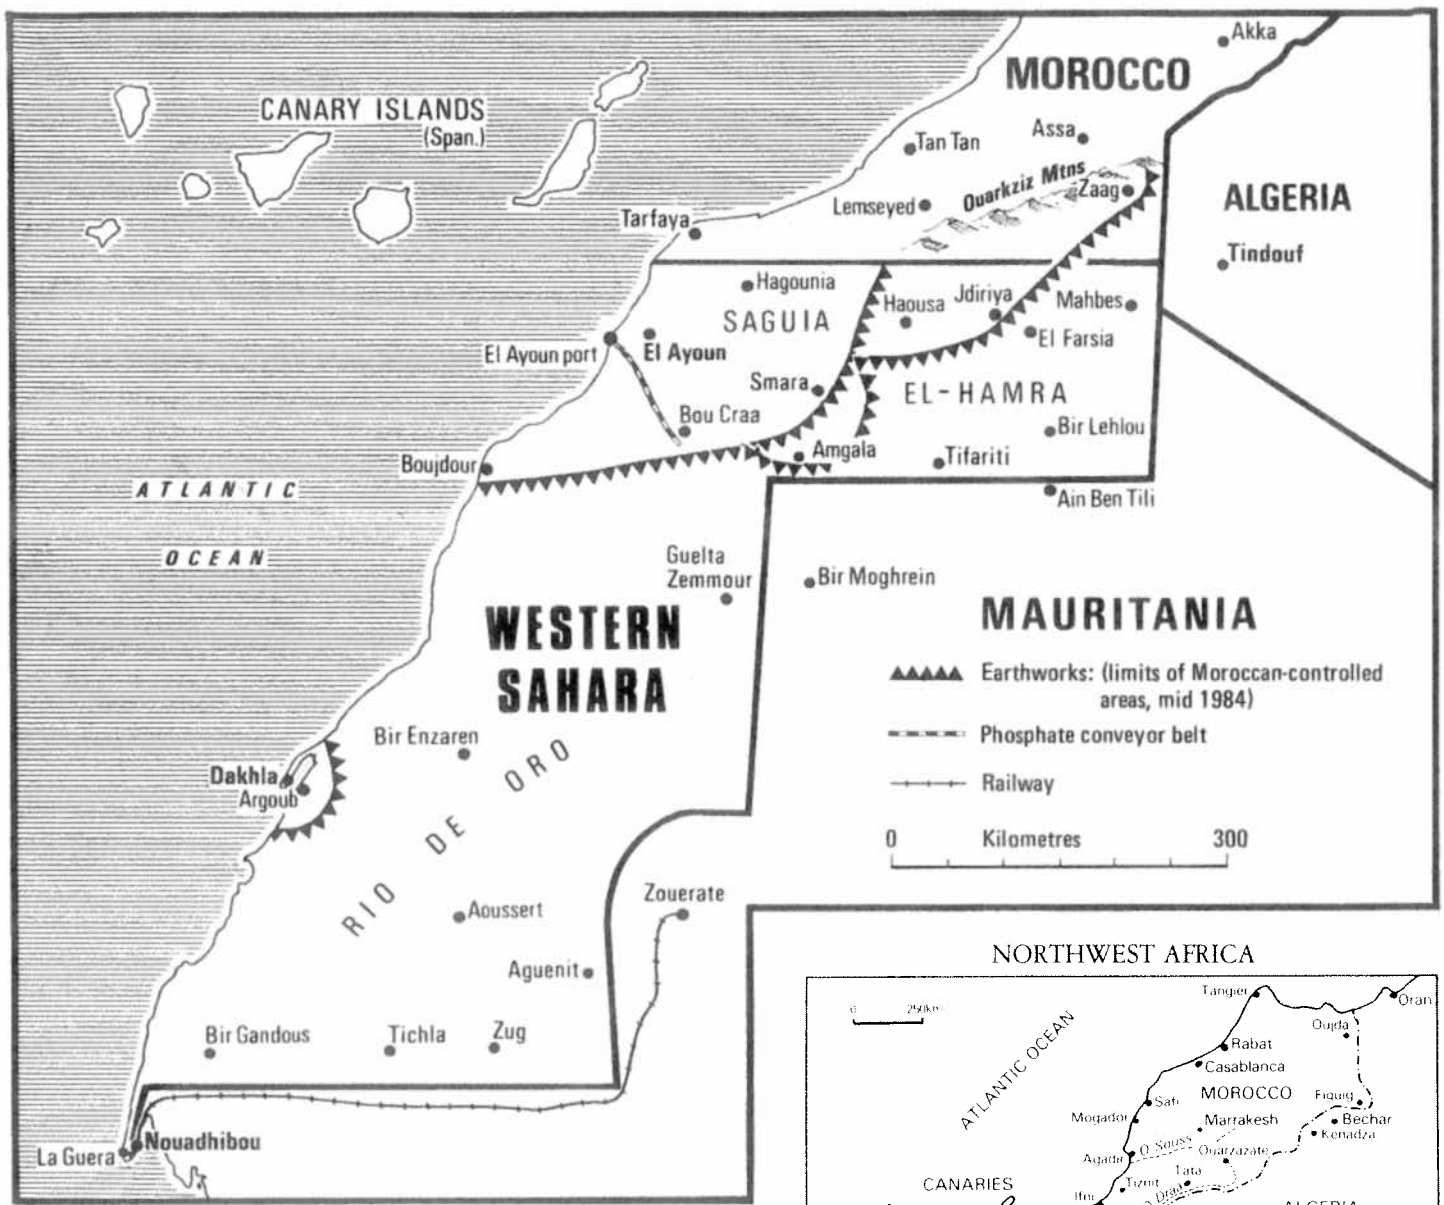 Akka
MOROCCO
CANARY ISLANDS
(Span.)
Tan Tan
Assa
Ouarkziz Mtns
Zaag
ALGERIA
Lemseyed
Tarfaya
Tindouf
Hagounia
Haousa
Jdiriya
Mahbes
SAGUIA
El Farsia
El Ayoun port
El Ayoun
Smara
EL-HAMRA
Bou Craa
Bir Lehlou
Amgala
Tifariti
Boujdour
ATLANTIC
OCEAN
Ain Ben Tili
Guelta
Zemmour
Bir Moghrein
WESTERN
SAHARA
MAURITANIA
Earthworks: (limits of Moroccan-controlled
areas, mid 1984)
Phosphate conveyor belt
Railway
0 Kilometres 300
Bir Enzaren
Dakhla
Argoub
RIO DE ORO
Zouerate
Aoussert
Aguenit
Bir Gandous
Tichla
Zug
La Guera
Nouadhibou
NORTHWEST AFRICA
0 250km
Tangier
Oran
Oujda
ATLANTIC OCEAN
Rabat
Casablanca
MOROCCO
Safi
Mogador
Fiquig
Bechar
Marrakesh
Kenadza
O. Souss
Agadir
Ouarzazate
Tata
CANARIES
Tiznit
Draa
Ifni
ALGERIA